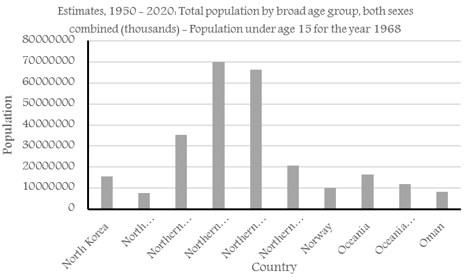 Estimates, 1950 - 2020: Total population by broad age group, both sexes
combined (thousands) - Population under age 15 for the year 1968
80000000
70000000
60000000
50000000
40000000
30000000
20000000
10000000
0
Population
North Korea
North...
Northern...
Northern...
Northern...
Northern...
Norway
Oceania
Oceania...
Oman
Country